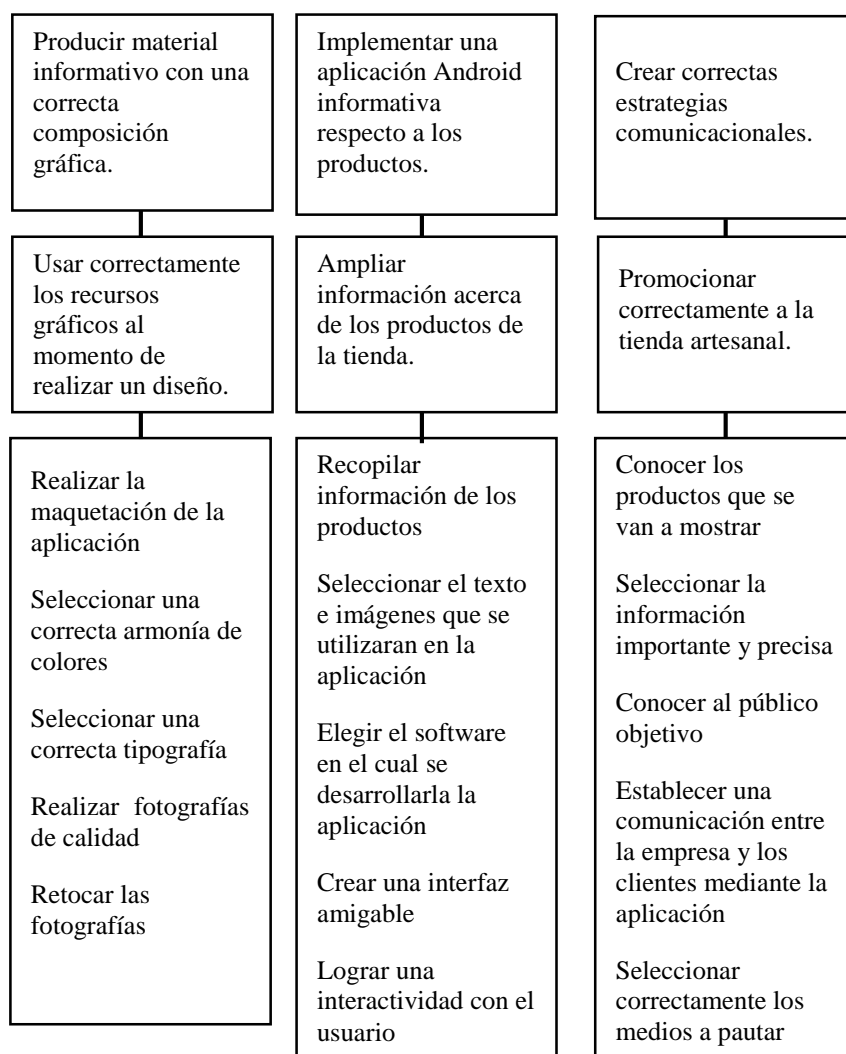 Producir material
informativo con una
correcta
composición
gráfica.
Implementar una
aplicación Android
informativa
respecto a los
productos.
Crear correctas
estrategias
comunicacionales.
Usar correctamente
los recursos
gráficos al
momento de
realizar un diseño.
Ampliar
información acerca
de los productos de
la tienda.
Promocionar
correctamente a la
tienda artesanal.
Realizar la
maquetación de la
aplicación
Seleccionar una
correcta armonía de
colores
Seleccionar una
correcta tipografía
Realizar fotografías
de calidad
Retocar las
fotografías
Recopilar
información de los
productos
Seleccionar el texto
e imágenes que se
utilizaran en la
aplicación
Elegir el software
en el cual se
desarrollarla la
aplicación
Crear una interfaz
amigable
Lograr una
interactividad con el
usuario
Conocer los
productos que se
van a mostrar
Seleccionar la
información
importante y precisa
Conocer al público
objetivo
Establecer una
comunicación entre
la empresa y los
clientes mediante la
aplicación
Seleccionar
correctamente los
medios a pautar